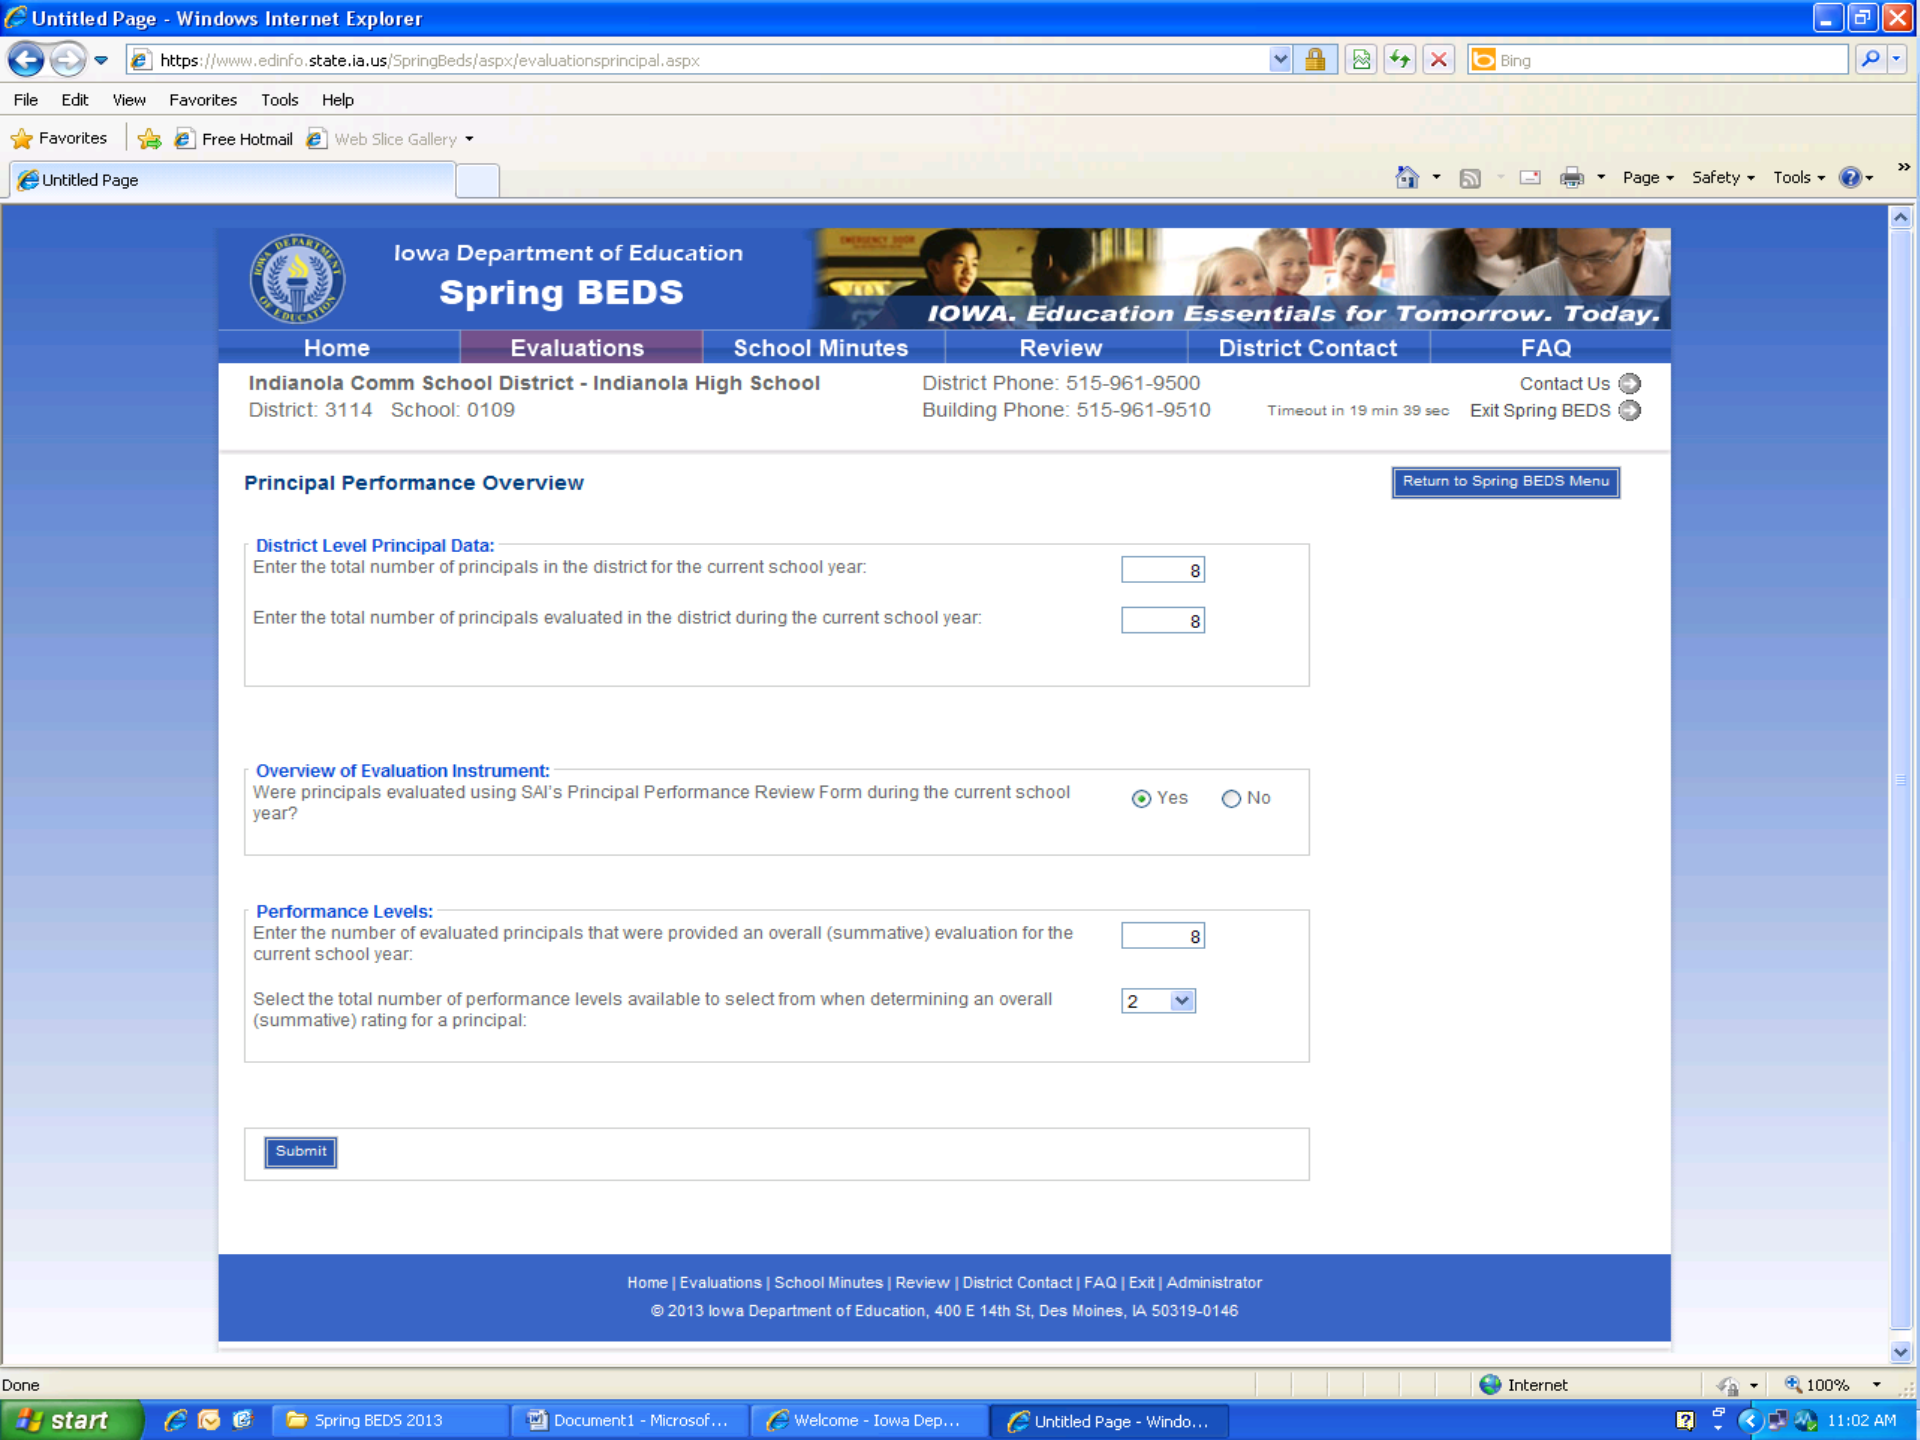 Untitled Page - Windows Internet Explorer
https://www.edinfo.state.ia.us/SpringBeds/aspx/evaluationsprincipal.aspx
Bing
File Edit View Favorites Tools Help
Favorites Free Hotmail Web Slice Gallery
Untitled Page
Page Safety Tools
»
IOWA DEPARTMENT OF EDUCATION
Iowa Department of Education
Spring BEDS
EMERGENCY DOOR
IOWA. Education Essentials for Tomorrow. Today.
Home Evaluations School Minutes Review District Contact FAQ
Indianola Comm School District - Indianola High School District Phone: 515-961-9500 Contact Us
District: 3114 School: 0109 Building Phone: 515-961-9510 Timeout in 19 min 39 sec Exit Spring BEDS
Principal Performance Overview
Return to Spring BEDS Menu
District Level Principal Data:
Enter the total number of principals in the district for the current school year: 8
Enter the total number of principals evaluated in the district during the current school year: 8
Overview of Evaluation Instrument:
Were principals evaluated using SAI's Principal Performance Review Form during the current school
year?
Yes No
Performance Levels:
Enter the number of evaluated principals that were provided an overall (summative) evaluation for the
current school year:
8
Select the total number of performance levels available to select from when determining an overall
(summative) rating for a principal:
2
Submit
Home | Evaluations | School Minutes | Review | District Contact | FAQ | Exit | Administrator
© 2013 Iowa Department of Education, 400 E 14th St, Des Moines, IA 50319-0146
Done Internet 100%
start Spring BEDS 2013 Document1 - Microsof... Welcome - Iowa Dep... Untitled Page - Windo... 11:02 AM